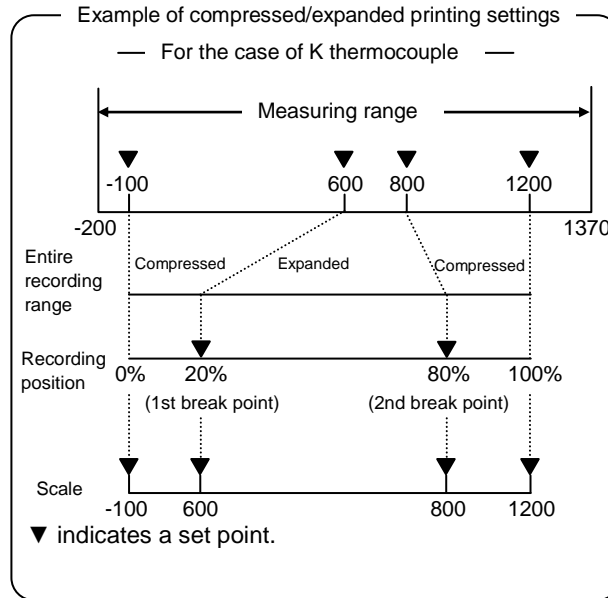 Example of compressed/expanded printing settings
For the case of K thermocouple
Measuring range
-100 600 800 1200
-200 1370
Entire recording range
Compressed Expanded Compressed
Recording position
0% 20% 80% 100%
(1st break point) (2nd break point)
Scale
-100 600 800 1200
▼ indicates a set point.